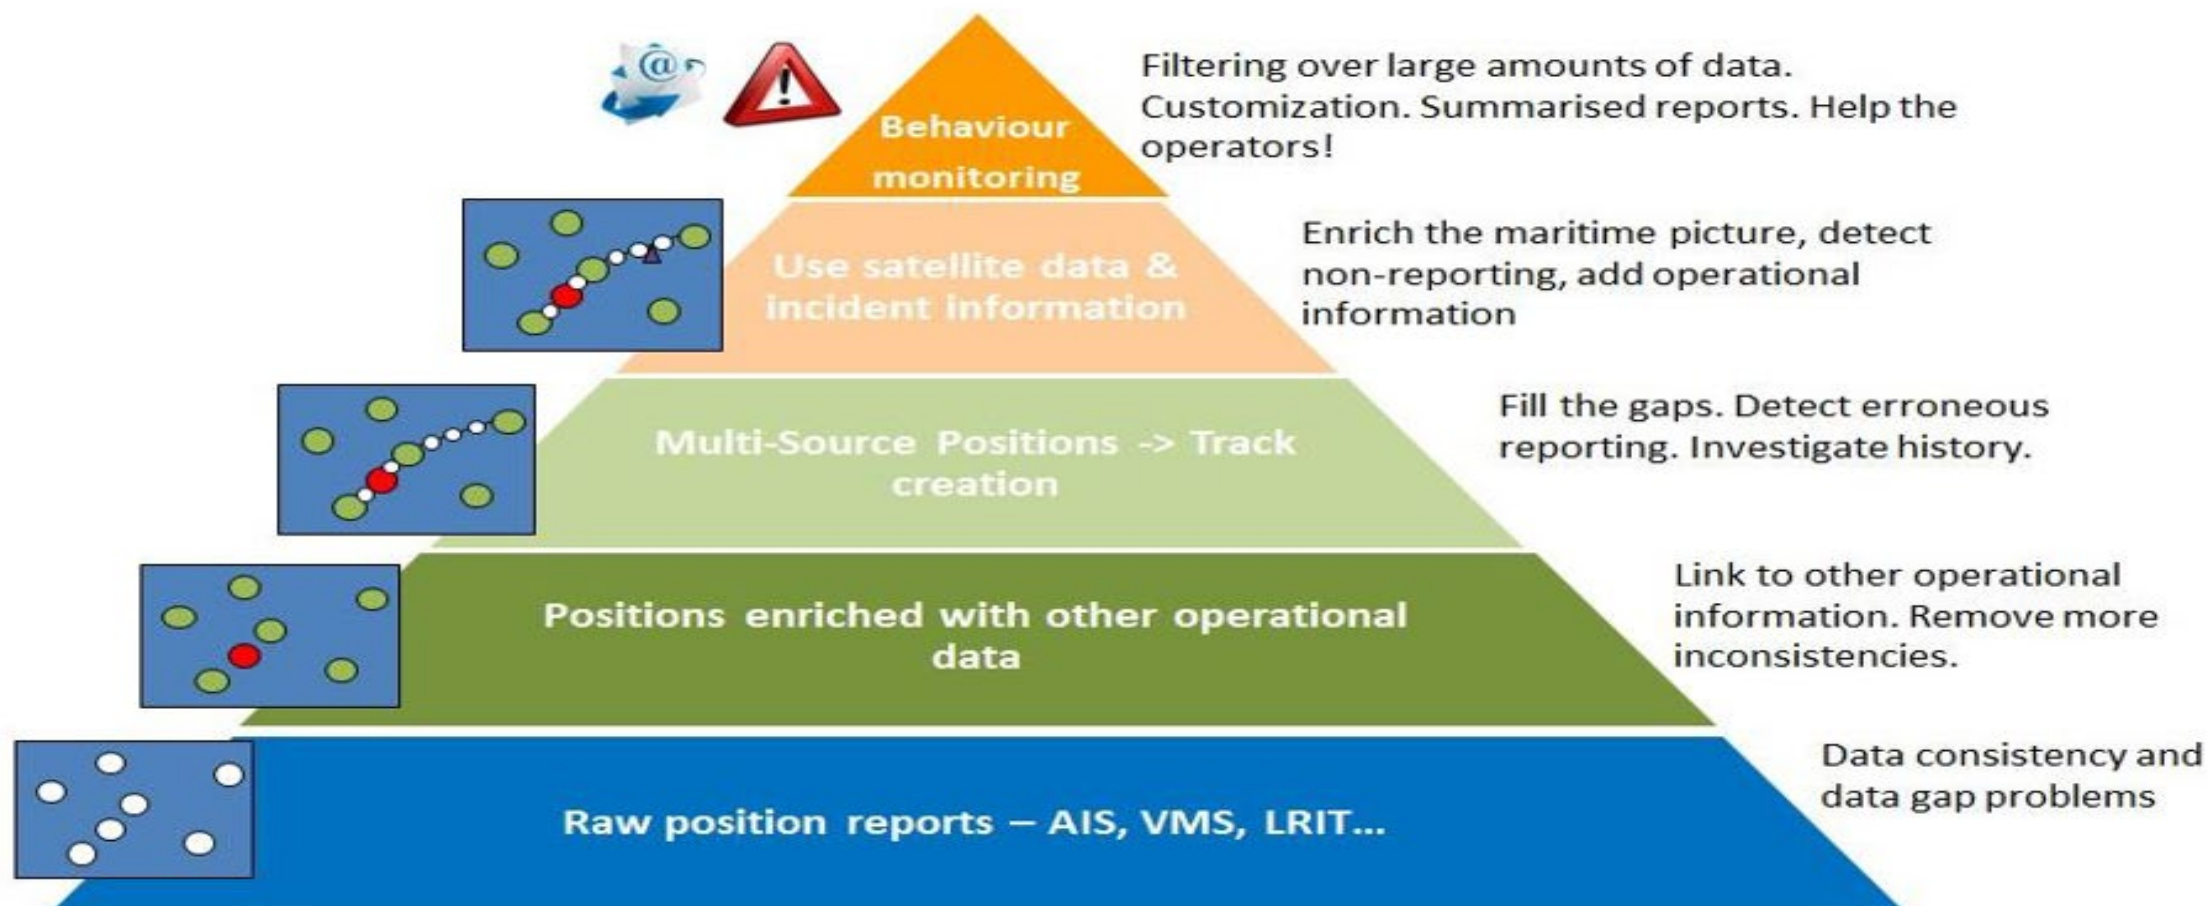 @
!
Behaviour
monitoring
Filtering over large amounts of data.
Customization. Summarised reports. Help the
operators!
Use satellite data &
incident information
Enrich the maritime picture, detect
non-reporting, add operational
information
Multi-Source Positions -> Track
creation
Fill the gaps. Detect erroneous
reporting. Investigate history.
Positions enriched with other operational
data
Link to other operational
information. Remove more
inconsistencies.
Raw position reports – AIS, VMS, LRIT...
Data consistency and
data gap problems